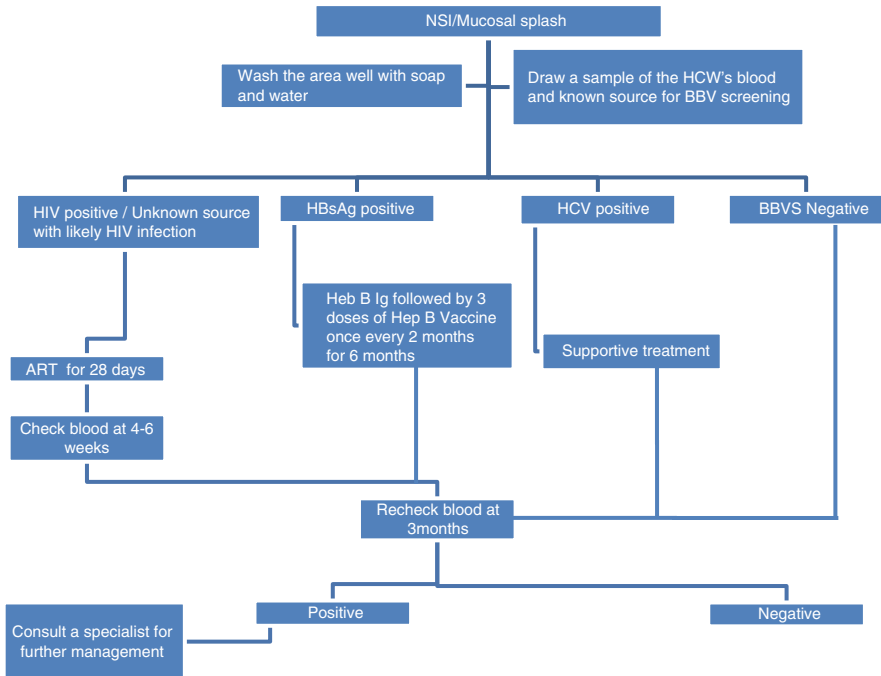 NSI/Mucosal splash
Wash the area well with soap
and water
Draw a sample of the HCW's blood
and known source for BBV screening
HIV positive / Unknown source
with likely HIV infection
HBsAg positive
HCV positive
BBVS Negative
Heb B Ig followed by 3
doses of Hep B Vaccine
once every 2 months
for 6 months
Supportive treatment
ART for 28 days
Check blood at 4-6
weeks
Recheck blood at
3months
Positive
Negative
Consult a specialist for
further management